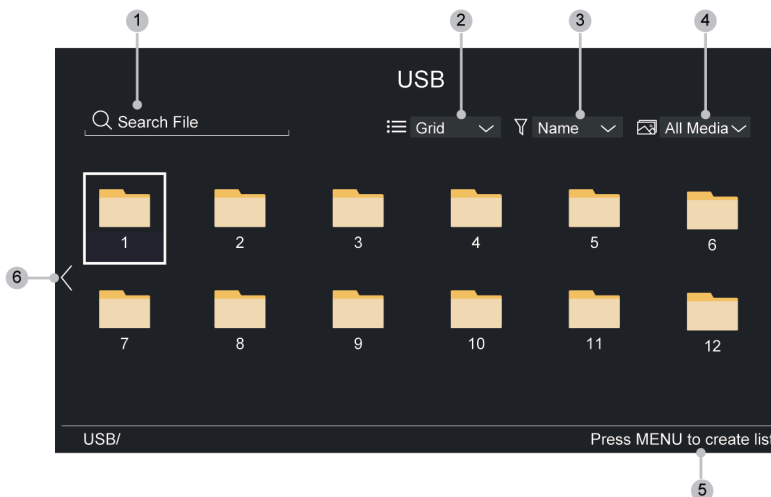 1 2 3 4
USB
Search File
Grid Name All Media
1 2 3 4 5 6
6
7 8 9 10 11 12
USB/ Press MENU to create list
5